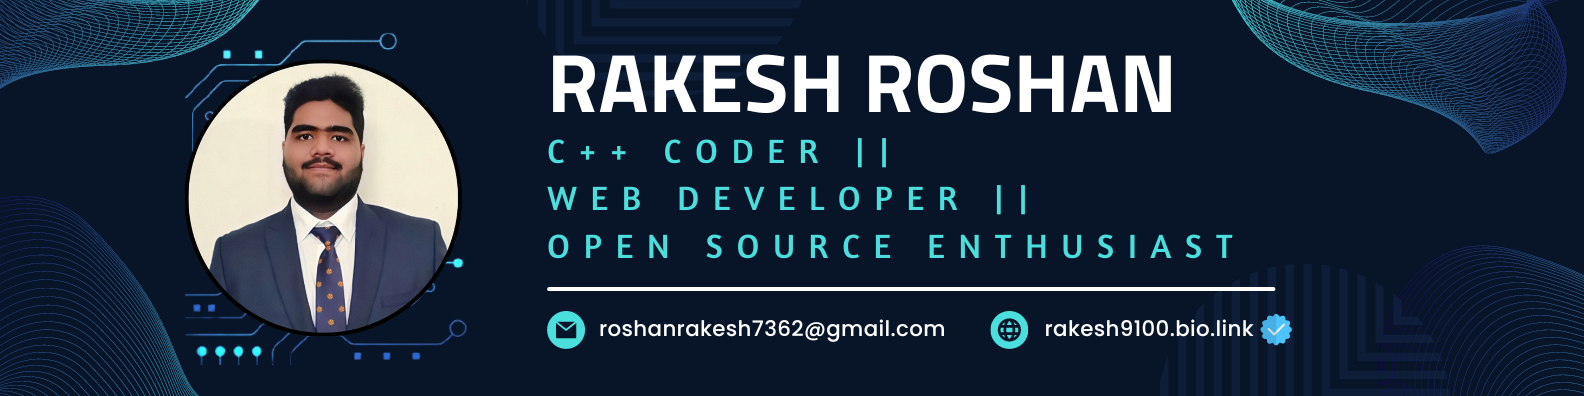 RAKESH ROSHAN
C++ CODER ||
WEB DEVELOPER ||
OPEN SOURCE ENTHUSIAST
roshanrakesh7362@gmail.com
rakesh9100.bio.link